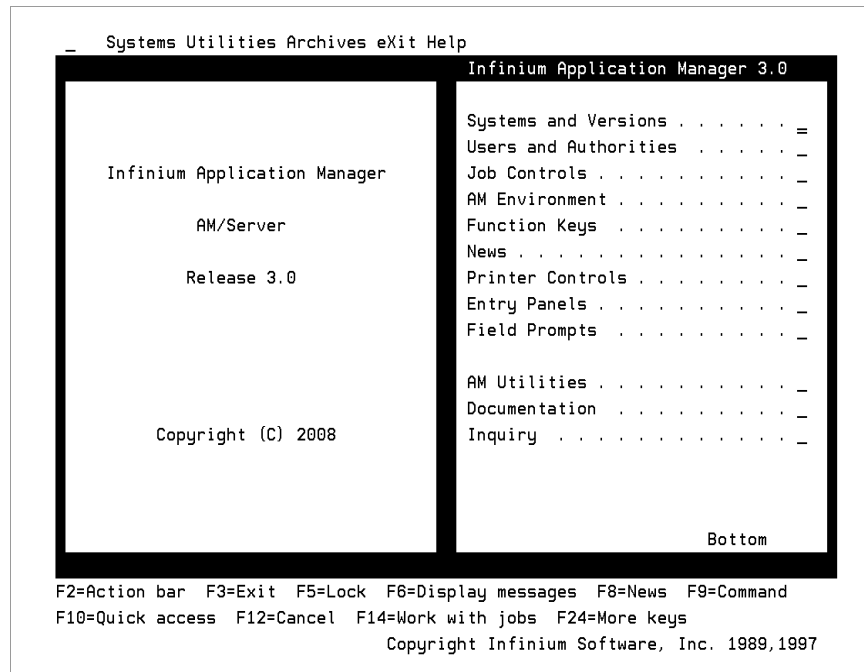 _ Systems Utilities Archives eXit Help
Infinium Application Manager 3.0
Infinium Application Manager
AM/Server
Release 3.0
Copyright (C) 2008
Systems and Versions . . . . . . _
Users and Authorities . . . . . _
Job Controls . . . . . . . . . . _
AM Environment . . . . . . . . . _
Function Keys . . . . . . . . . _
News . . . . . . . . . . . . . . _
Printer Controls . . . . . . . . _
Entry Panels . . . . . . . . . . _
Field Prompts . . . . . . . . . _
AM Utilities . . . . . . . . . . _
Documentation . . . . . . . . . _
Inquiry . . . . . . . . . . . . _
Bottom
F2=Action bar F3=Exit F5=Lock F6=Display messages F8=News F9=Command
F10=Quick access F12=Cancel F14=Work with jobs F24=More keys
Copyright Infinium Software, Inc. 1989,1997